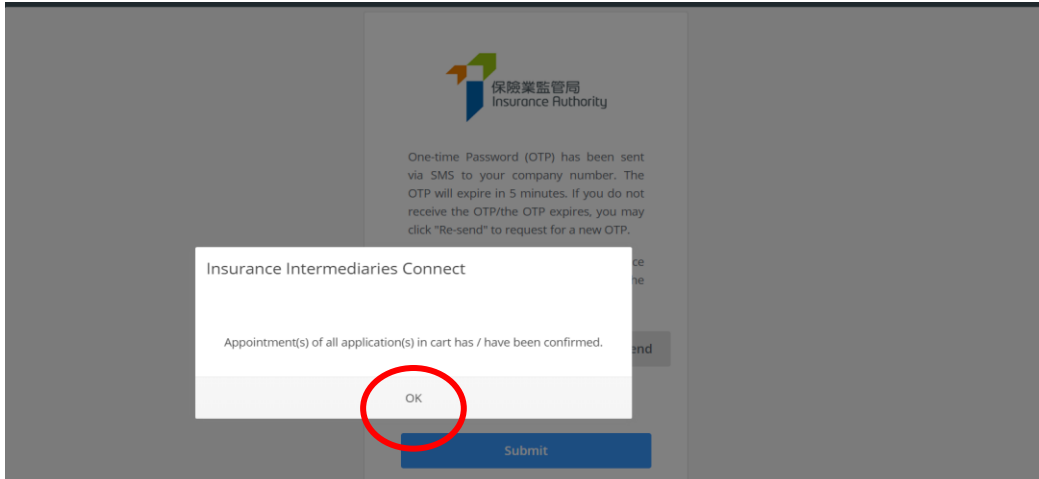 保險業監管局
Insurance Authority
One-time Password (OTP) has been sent
via SMS to your company number. The
OTP will expire in 5 minutes. If you do not
receive the OTP/the OTP expires, you may
click "Re-send" to request for a new OTP.
Insurance Intermediaries Connect
Appointment(s) of all application(s) in cart has / have been confirmed.
OK
Submit